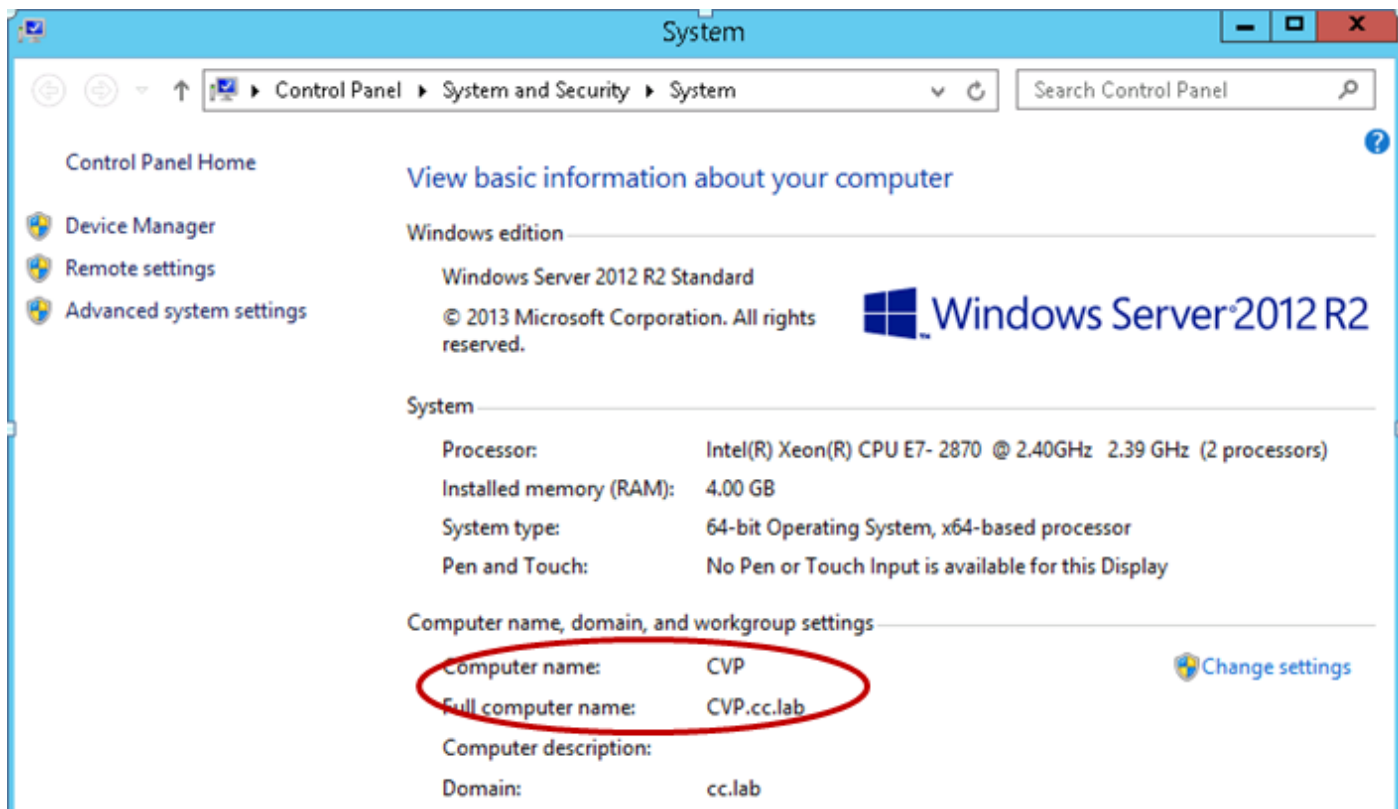 System
Control Panel System and Security System
Search Control Panel
Control Panel Home
Device Manager
Remote settings
Advanced system settings
View basic information about your computer
Windows edition
Windows Server 2012 R2 Standard
© 2013 Microsoft Corporation. All rights
reserved.
Windows Server 2012 R2
System
Processor: Intel(R) Xeon(R) CPU E7- 2870 @ 2.40GHz 2.39 GHz (2 processors)
Installed memory (RAM): 4.00 GB
System type: 64-bit Operating System, x64-based processor
Pen and Touch: No Pen or Touch Input is available for this Display
Computer name, domain, and workgroup settings
Computer name: CVP
Change settings
Full computer name: CVP.cc.lab
Computer description:
Domain: cc.lab